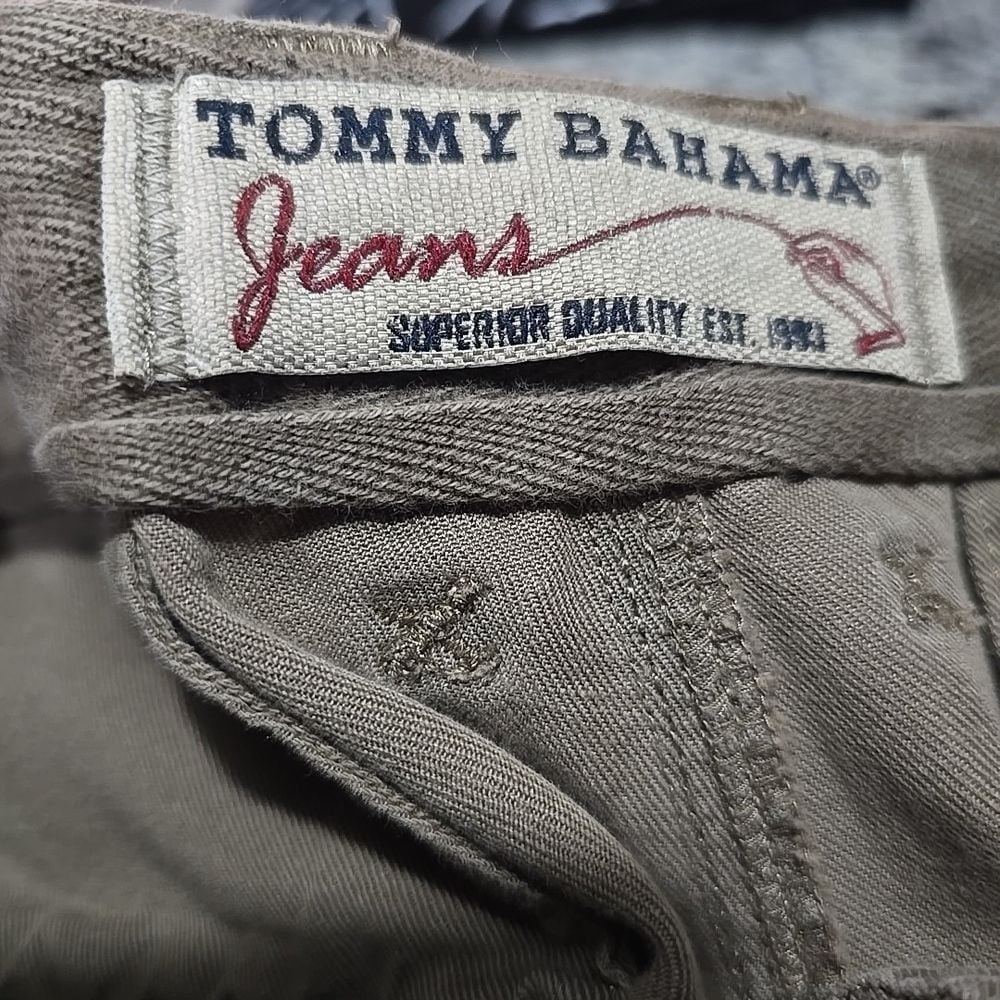 TOMMY BAHAMA®
Jeans
SUPERIOR QUALITY EST. 1993